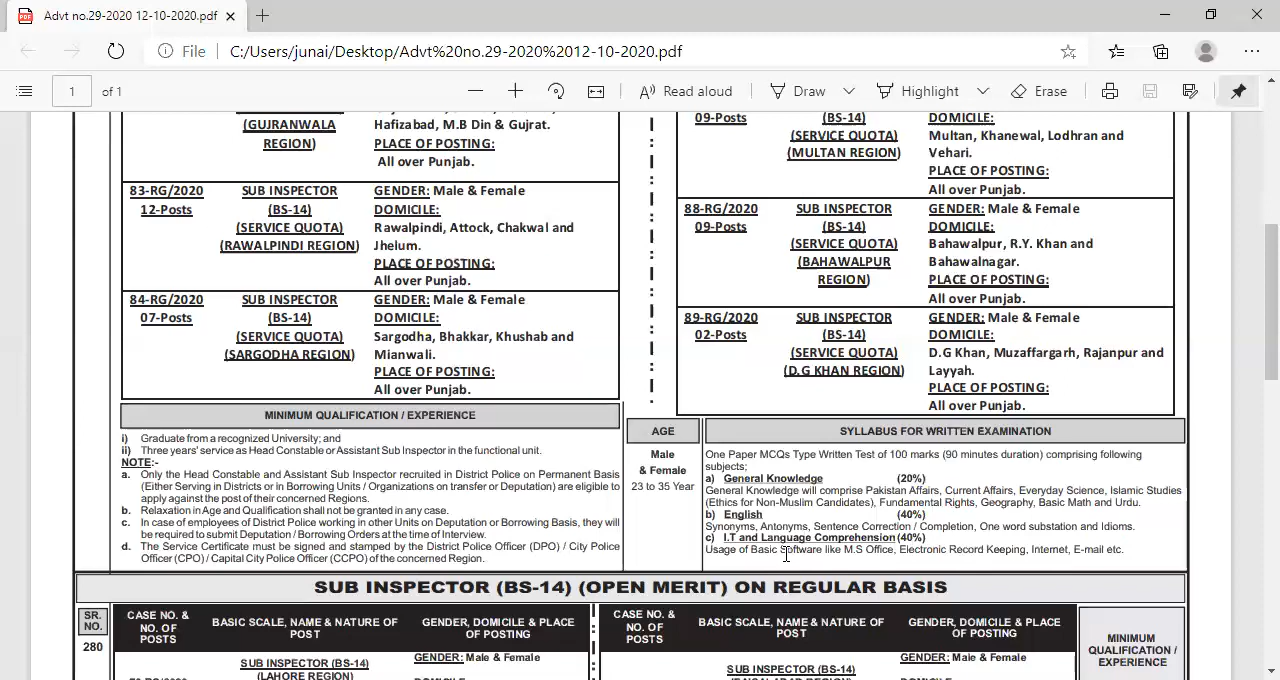 Advt no.29-2020 12-10-2020.pdf
File C:/Users/junai/Desktop/Advt%20no.29-2020%2012-10-2020.pdf
1 of 1 Read aloud Draw Highlight Erase
(GUJRANWALA
REGION)
Hafizabad, M.B Din & Gujrat.
PLACE OF POSTING:
All over Punjab.
83-RG/2020
12-Posts
SUB INSPECTOR
(BS-14)
(SERVICE QUOTA)
(RAWALPINDI REGION)
GENDER: Male & Female
DOMICILE:
Rawalpindi, Attock, Chakwal and
Jhelum.
PLACE OF POSTING:
All over Punjab.
84-RG/2020
07-Posts
SUB INSPECTOR
(BS-14)
(SERVICE QUOTA)
(SARGODHA REGION)
GENDER: Male & Female
DOMICILE:
Sargodha, Bhakkar, Khushab and
Mianwali.
PLACE OF POSTING:
All over Punjab.
09-Posts
(BS-14)
(SERVICE QUOTA)
(MULTAN REGION)
DOMICILE:
Multan, Khanewal, Lodhran and
Vehari.
PLACE OF POSTING:
All over Punjab.
88-RG/2020
09-Posts
SUB INSPECTOR
(BS-14)
(SERVICE QUOTA)
(BAHAWALPUR
REGION)
GENDER: Male & Female
DOMICILE:
Bahawalpur, R.Y. Khan and
Bahawalnagar.
PLACE OF POSTING:
All over Punjab.
89-RG/2020
02-Posts
SUB INSPECTOR
(BS-14)
(SERVICE QUOTA)
(D.G KHAN REGION)
GENDER: Male & Female
DOMICILE:
D.G Khan, Muzaffargarh, Rajanpur and
Layyah.
PLACE OF POSTING:
All over Punjab.
MINIMUM QUALIFICATION / EXPERIENCE
i) Graduate from a recognized University; and
ii) Three years' service as Head Constable or Assistant Sub Inspector in the functional unit.
NOTE:-
a. Only the Head Constable and Assistant Sub Inspector recruited in District Police on Permanent Basis
(Either Serving in Districts or in Borrowing Units / Organizations on transfer or Deputation) are eligible to
apply against the post of their concerned Regions.
b. Relaxation in Age and Qualification shall not be granted in any case.
c. In case of employees of District Police working in other Units on Deputation or Borrowing Basis, they will
be required to submit Deputation / Borrowing Orders at the time of Interview.
d. The Service Certificate must be signed and stamped by the District Police Officer (DPO) / City Police
Officer (CPO) / Capital City Police Officer (CCPO) of the concerned Region.
AGE
Male
& Female
23 to 35 Year
SYLLABUS FOR WRITTEN EXAMINATION
One Paper MCQs Type Written Test of 100 marks (90 minutes duration) comprising following
subjects;
a) General Knowledge (20%)
General Knowledge will comprise Pakistan Affairs, Current Affairs, Everyday Science, Islamic Studies
(Ethics for Non-Muslim Candidates), Fundamental Rights, Geography, Basic Math and Urdu.
b) English (40%)
Synonyms, Antonyms, Sentence Correction / Completion, One word substation and Idioms.
c) I.T and Language Comprehension (40%)
Usage of Basic Software like M.S Office, Electronic Record Keeping, Internet, E-mail etc.
SUB INSPECTOR (BS-14) (OPEN MERIT) ON REGULAR BASIS
SR.
NO.
280
CASE NO. &
NO. OF
POSTS
BASIC SCALE, NAME & NATURE OF
POST
GENDER, DOMICILE & PLACE
OF POSTING
CASE NO. &
NO. OF
POSTS
BASIC SCALE, NAME & NATURE OF
POST
GENDER, DOMICILE & PLACE
OF POSTING
MINIMUM
QUALIFICATION /
EXPERIENCE
SUB INSPECTOR (BS-14)
(LAHORE REGION)
GENDER: Male & Female
SUB INSPECTOR (BS-14)
GENDER: Male & Female